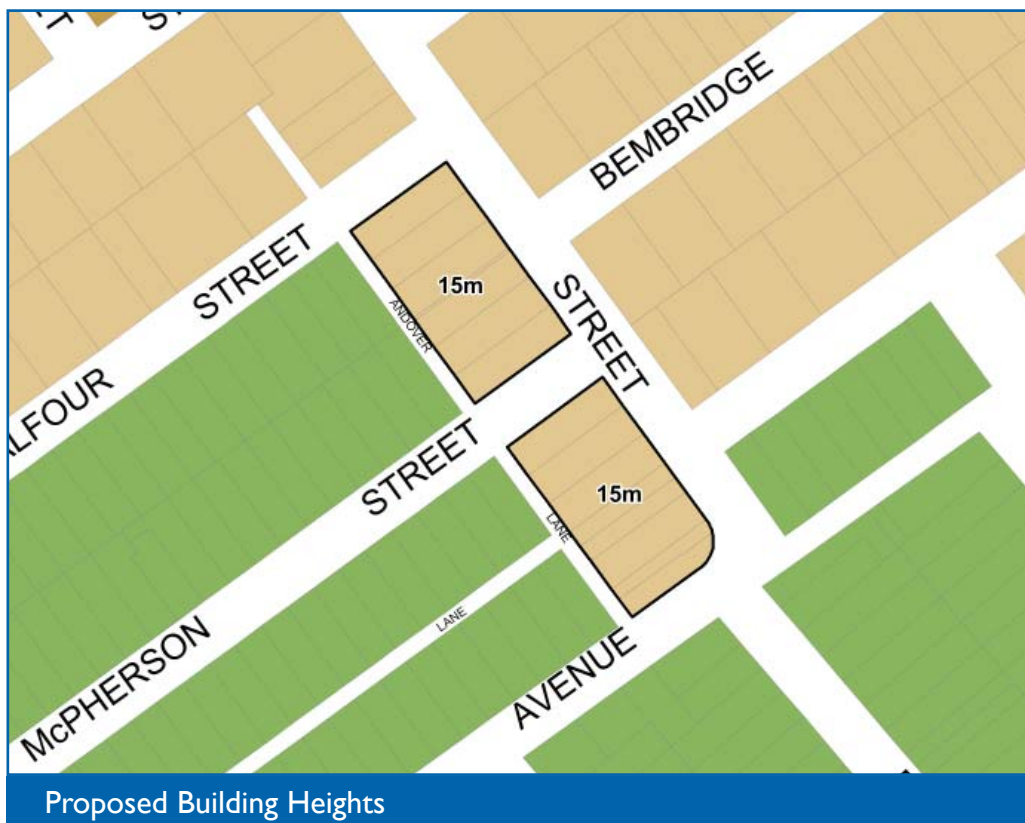 BEMBRIDGE
STREET
15m
ANDOVER
STREET
STREET
15m
LANE
LANE
McPHERSON
AVENUE
Proposed Building Heights